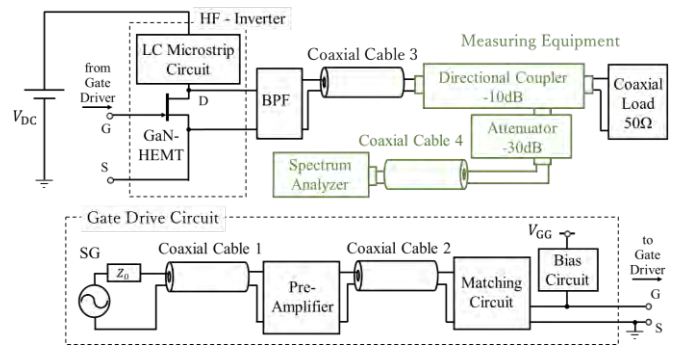 HF - Inverter
LC Microstrip
Circuit
from
Gate
Driver
V_DC
G
D
GaN-
HEMT
S
BPF
Coaxial Cable 3
Measuring Equipment
Directional Coupler
-10dB
Coaxial
Load
50Ω
Attenuator
-30dB
Coaxial Cable 4
Spectrum
Analyzer
Gate Drive Circuit
SG
Z_0
Coaxial Cable 1
Pre-
Amplifier
Coaxial Cable 2
Matching
Circuit
V_GG
Bias
Circuit
to
Gate
Driver
G
S